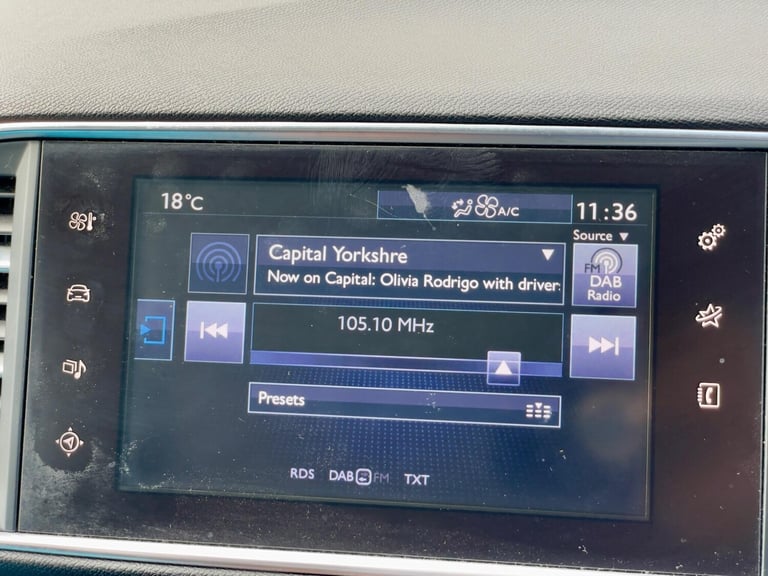 18°C
A/C
11:36
Source
Capital Yorkshire
Now on Capital: Olivia Rodrigo with driver
FM
DAB
Radio
105.10 MHz
Presets
RDS DAB FM TXT